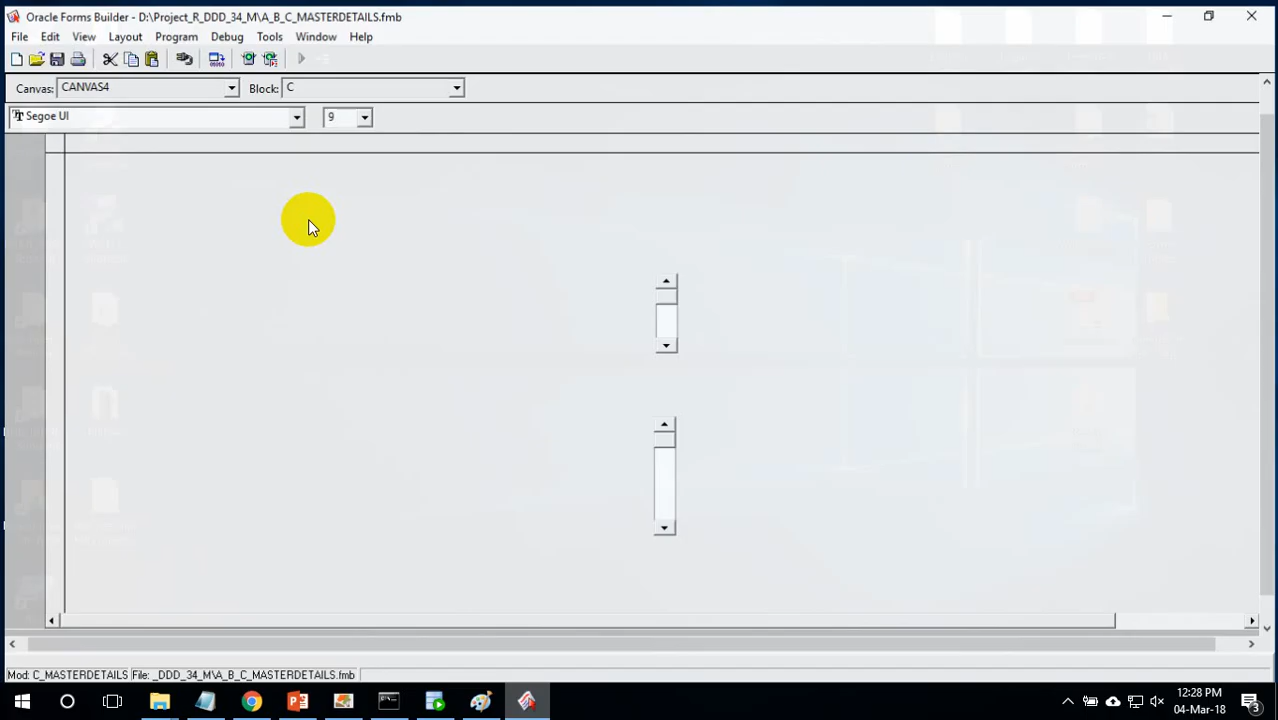 Oracle Forms Builder - D:\Project_R_DDD_34_M\A_B_C_MASTERDETAILS.fmb
File Edit View Layout Program Debug Tools Window Help
Canvas: CANVAS4 Block: C
Segoe UI 9
Mod: C_MASTERDETAILS File: _DDD_34_M\A_B_C_MASTERDETAILS.fmb
12:28 PM
04-Mar-18
3